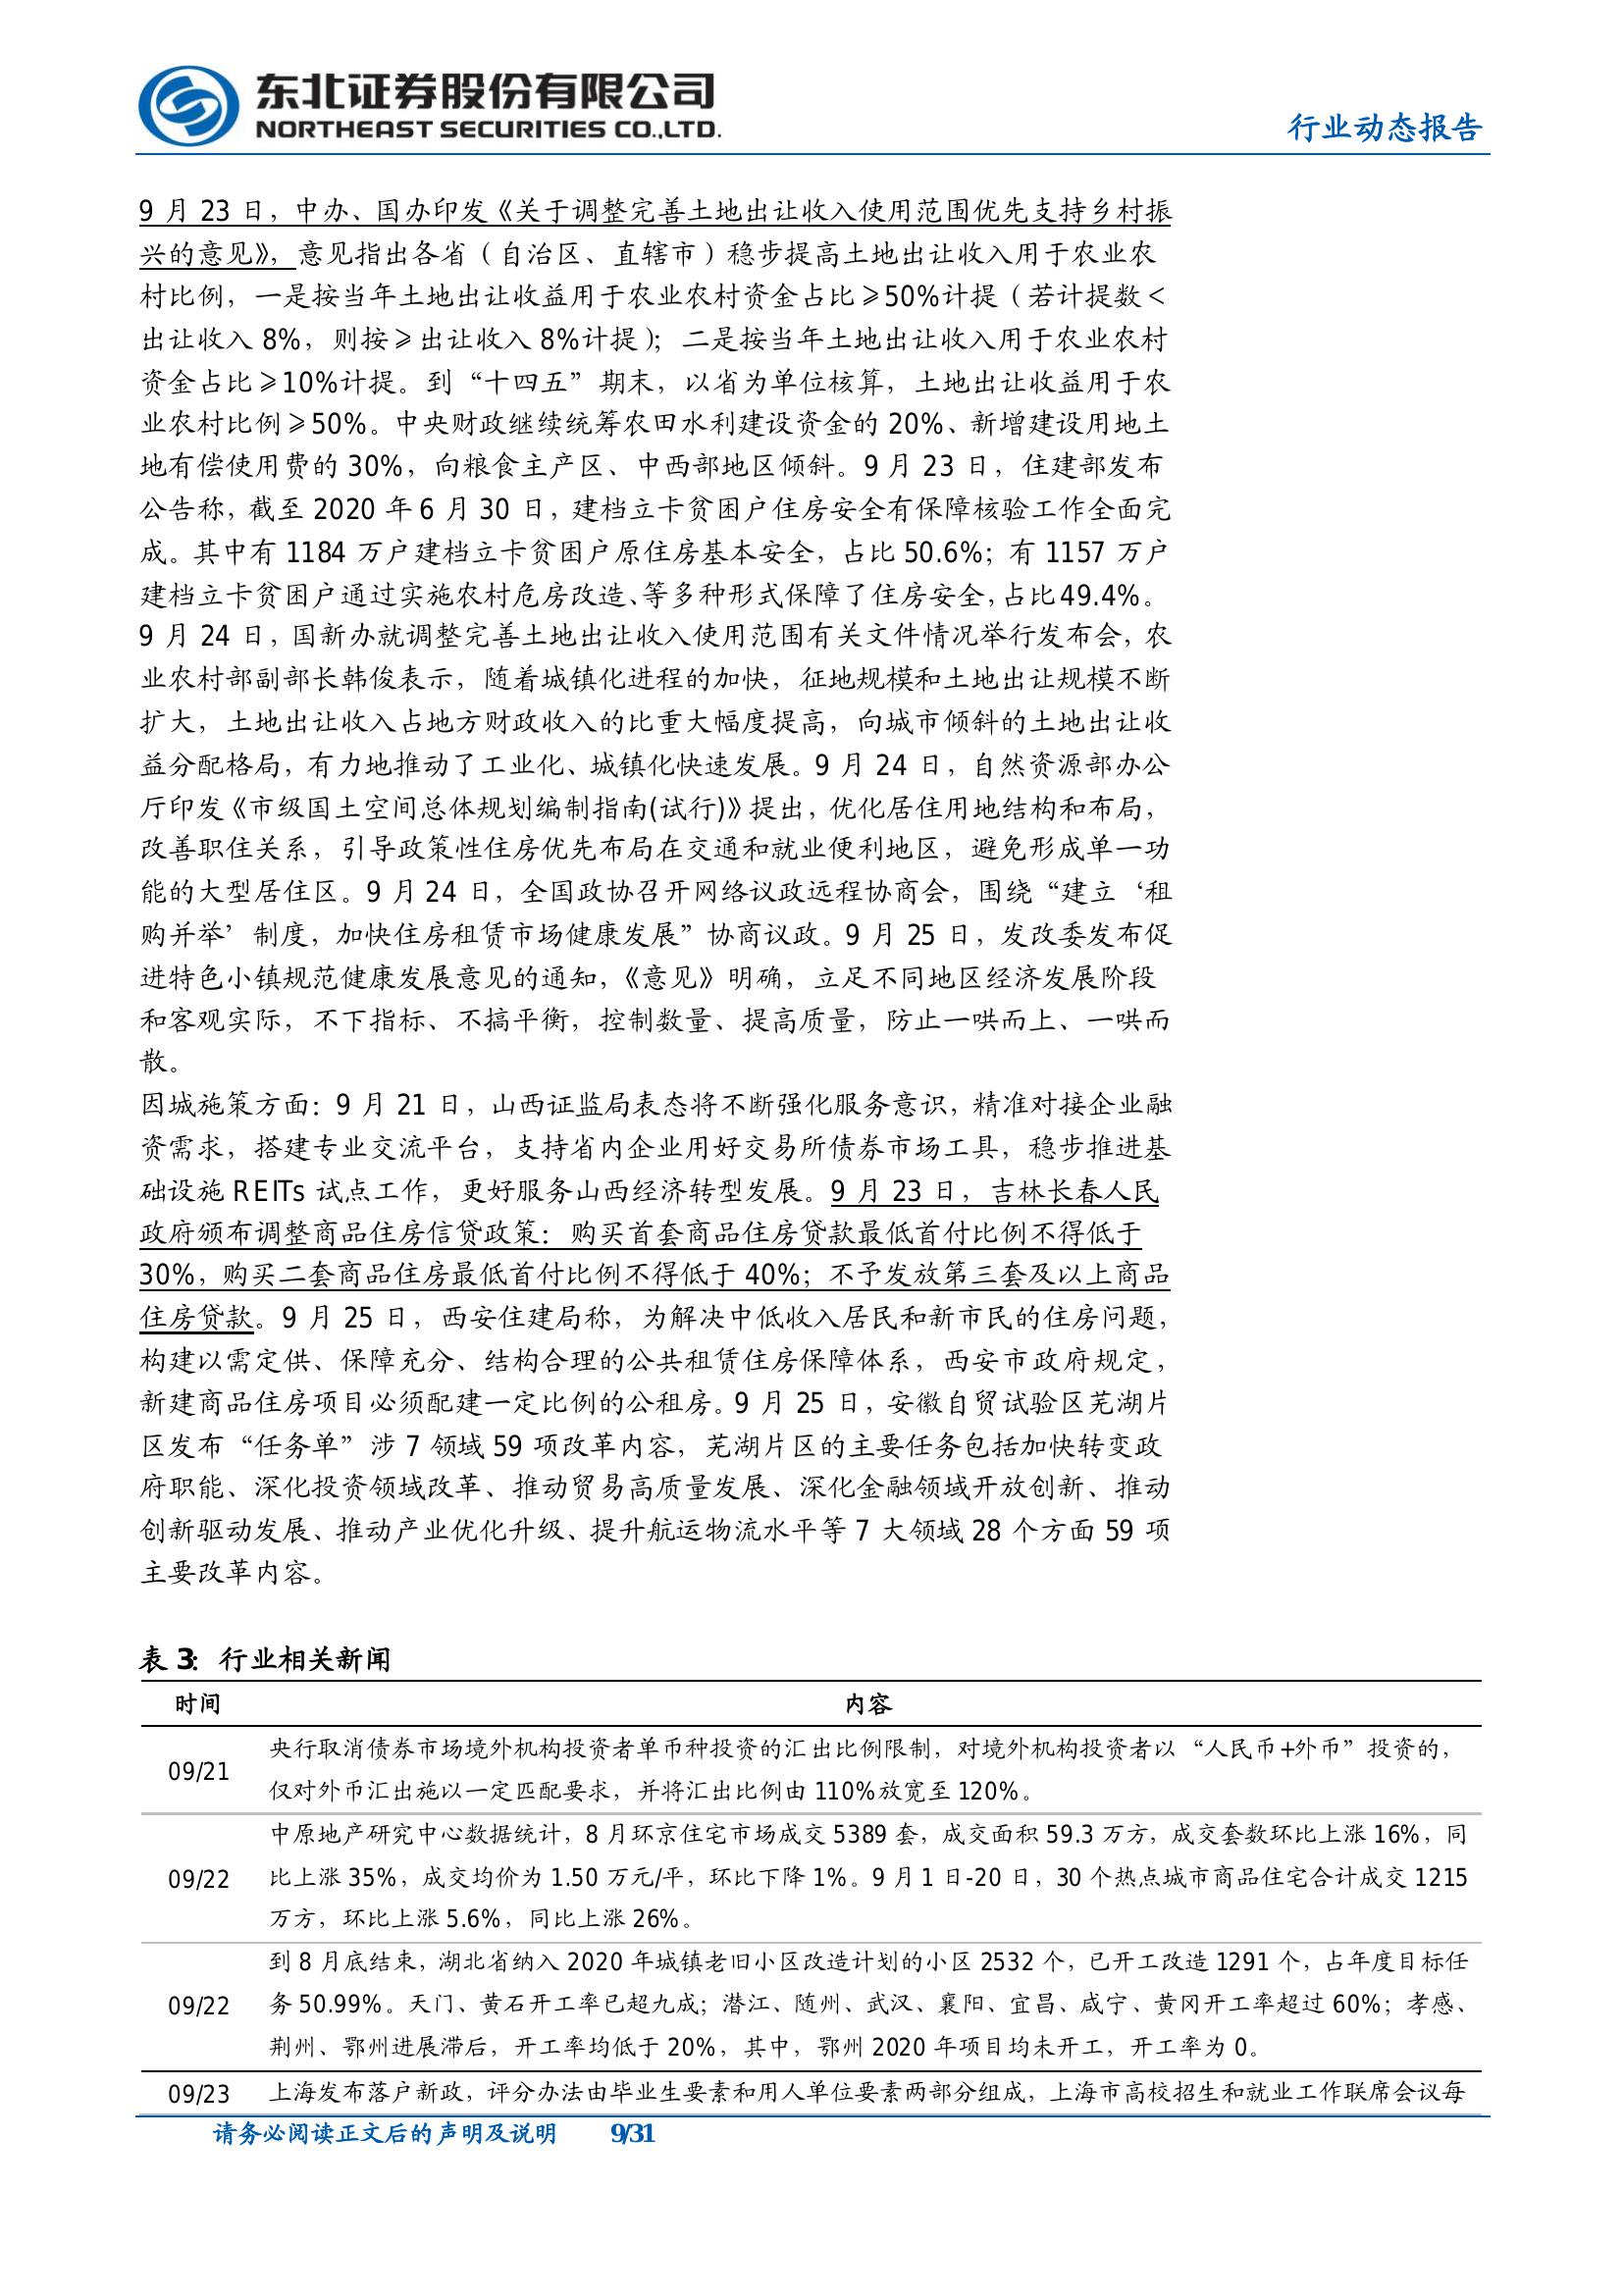 东北证券股份有限公司
NORTHEAST SECURITIES CO.,LTD.
行业动态报告
9 月 23 日，中办、国办印发《关于调整完善土地出让收入使用范围优先支持乡村振
兴的意见》，意见指出各省（自治区、直辖市）稳步提高土地出让收入用于农业农
村比例，一是按当年土地出让收益用于农业农村资金占比≥50%计提（若计提数＜
出让收入 8%，则按≥出让收入 8%计提）；二是按当年土地出让收入用于农业农村
资金占比≥10%计提。到“十四五”期末，以省为单位核算，土地出让收益用于农
业农村比例≥50%。中央财政继续统筹农田水利建设资金的 20%、新增建设用地土
地有偿使用费的 30%，向粮食主产区、中西部地区倾斜。9 月 23 日，住建部发布
公告称，截至 2020 年 6 月 30 日，建档立卡贫困户住房安全有保障核验工作全面完
成。其中有 1184 万户建档立卡贫困户原住房基本安全，占比 50.6%；有 1157 万户
建档立卡贫困户通过实施农村危房改造、等多种形式保障了住房安全，占比 49.4%。
9 月 24 日，国新办就调整完善土地出让收入使用范围有关文件情况举行发布会，农
业农村部副部长韩俊表示，随着城镇化进程的加快，征地规模和土地出让规模不断
扩大，土地出让收入占地方财政收入的比重大幅度提高，向城市倾斜的土地出让收
益分配格局，有力地推动了工业化、城镇化快速发展。9 月 24 日，自然资源部办公
厅印发《市级国土空间总体规划编制指南(试行)》提出，优化居住用地结构和布局，
改善职住关系，引导政策性住房优先布局在交通和就业便利地区，避免形成单一功
能的大型居住区。9 月 24 日，全国政协召开网络议政远程协商会，围绕“建立‘租
购并举’制度，加快住房租赁市场健康发展”协商议政。9 月 25 日，发改委发布促
进特色小镇规范健康发展意见的通知，《意见》明确，立足不同地区经济发展阶段
和客观实际，不下指标、不搞平衡，控制数量、提高质量，防止一哄而上、一哄而
散。
因城施策方面：9 月 21 日，山西证监局表态将不断强化服务意识，精准对接企业融
资需求，搭建专业交流平台，支持省内企业用好交易所债券市场工具，稳步推进基
础设施 REITs 试点工作，更好服务山西经济转型发展。9 月 23 日，吉林长春人民
政府颁布调整商品住房信贷政策：购买首套商品住房贷款最低首付比例不得低于
30%，购买二套商品住房最低首付比例不得低于 40%；不予发放第三套及以上商品
住房贷款。9 月 25 日，西安住建局称，为解决中低收入居民和新市民的住房问题，
构建以需定供、保障充分、结构合理的公共租赁住房保障体系，西安市政府规定，
新建商品住房项目必须配建一定比例的公租房。9 月 25 日，安徽自贸试验区芜湖片
区发布“任务单”涉 7 领域 59 项改革内容，芜湖片区的主要任务包括加快转变政
府职能、深化投资领域改革、推动贸易高质量发展、深化金融领域开放创新、推动
创新驱动发展、推动产业优化升级、提升航运物流水平等 7 大领域 28 个方面 59 项
主要改革内容。
表 3：行业相关新闻
时间 内容
09/21 央行取消债券市场境外机构投资者单币种投资的汇出比例限制，对境外机构投资者以“人民币+外币”投资的，
仅对外币汇出施以一定匹配要求，并将汇出比例由 110%放宽至 120%。
09/22 中原地产研究中心数据统计，8 月环京住宅市场成交 5389 套，成交面积 59.3 万方，成交套数环比上涨 16%，同
比上涨 35%，成交均价为 1.50 万元/平，环比下降 1%。9 月 1 日-20 日，30 个热点城市商品住宅合计成交 1215
万方，环比上涨 5.6%，同比上涨 26%。
09/22 到 8 月底结束，湖北省纳入 2020 年城镇老旧小区改造计划的小区 2532 个，已开工改造 1291 个，占年度目标任
务 50.99%。天门、黄石开工率已超九成；潜江、随州、武汉、襄阳、宜昌、咸宁、黄冈开工率超过 60%；孝感、
荆州、鄂州进展滞后，开工率均低于 20%，其中，鄂州 2020 年项目均未开工，开工率为 0。
09/23 上海发布落户新政，评分办法由毕业生要素和用人单位要素两部分组成，上海市高校招生和就业工作联席会议每
请务必阅读正文后的声明及说明 9/31